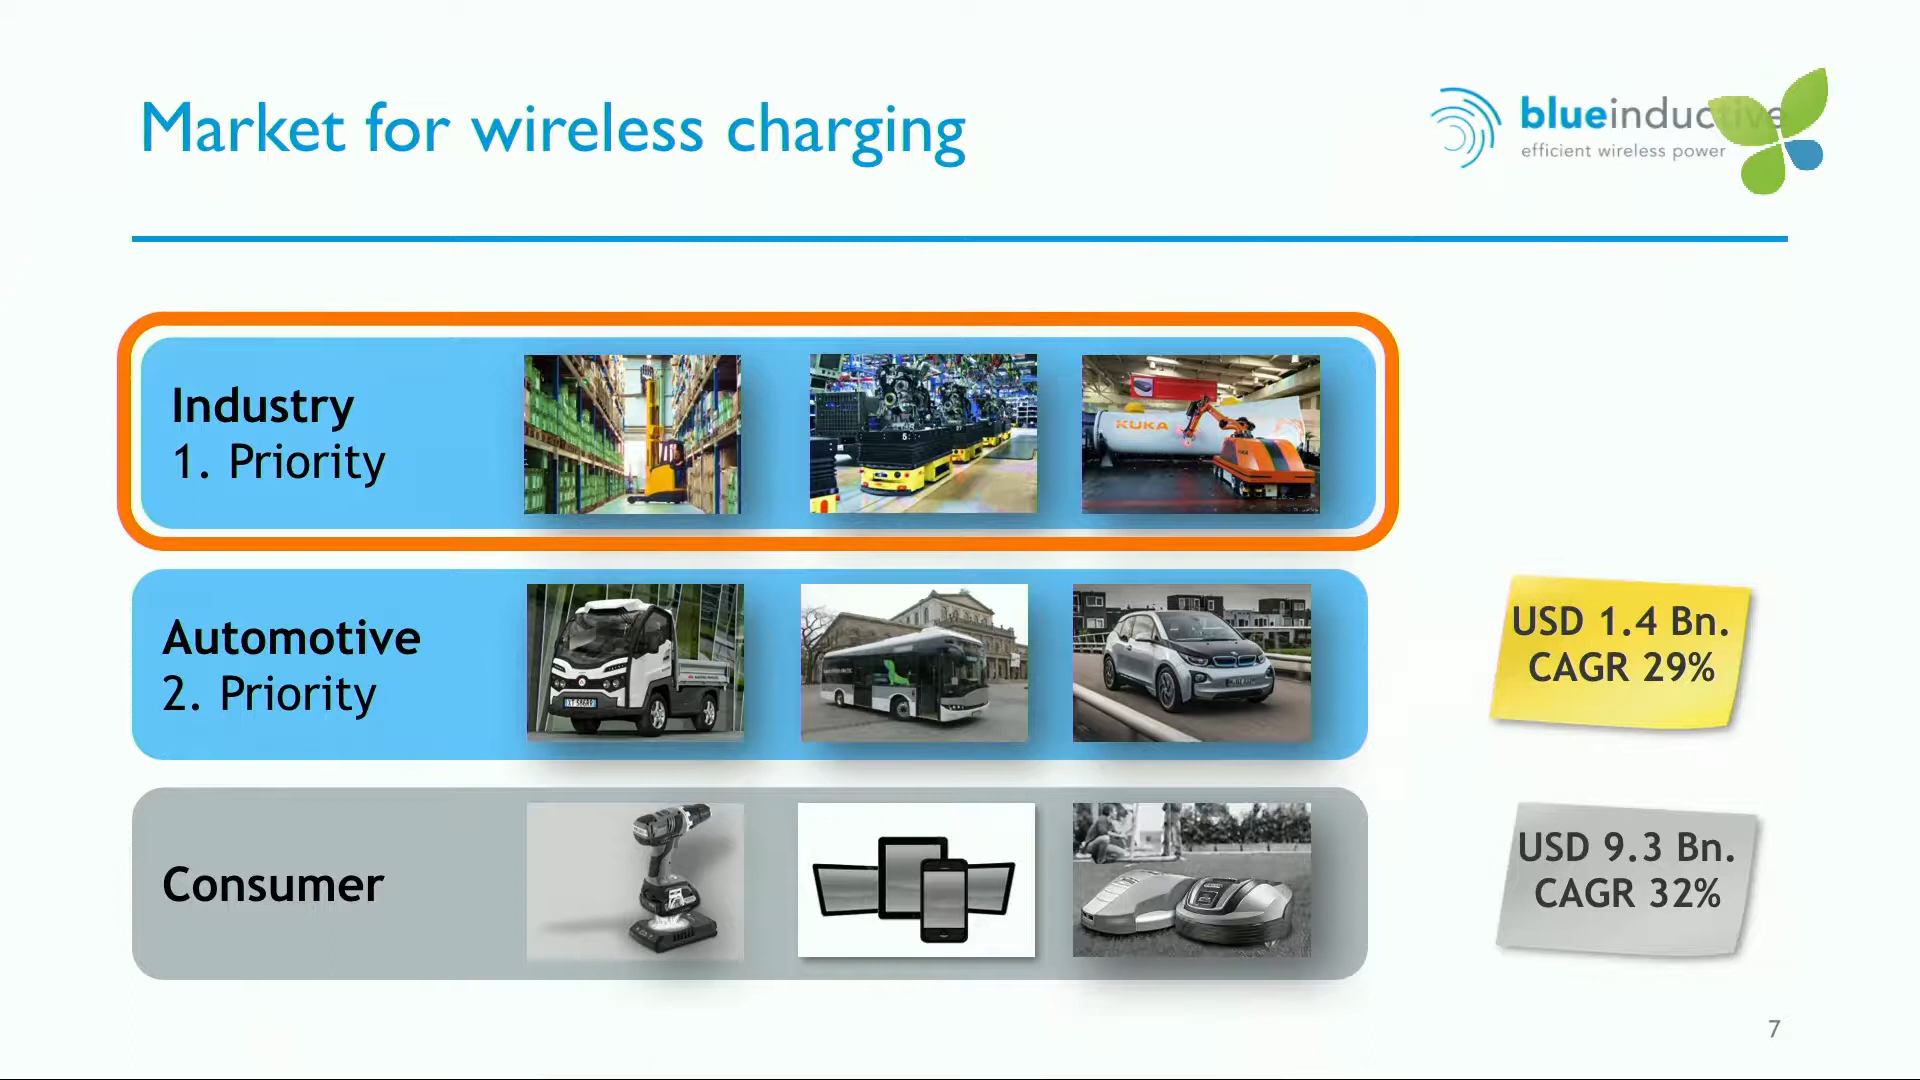 Market for wireless charging
blueinductive
efficient wireless power
Industry
1. Priority
KUKA
Automotive
2. Priority
USD 1.4 Bn.
CAGR 29%
Consumer
USD 9.3 Bn.
CAGR 32%
7